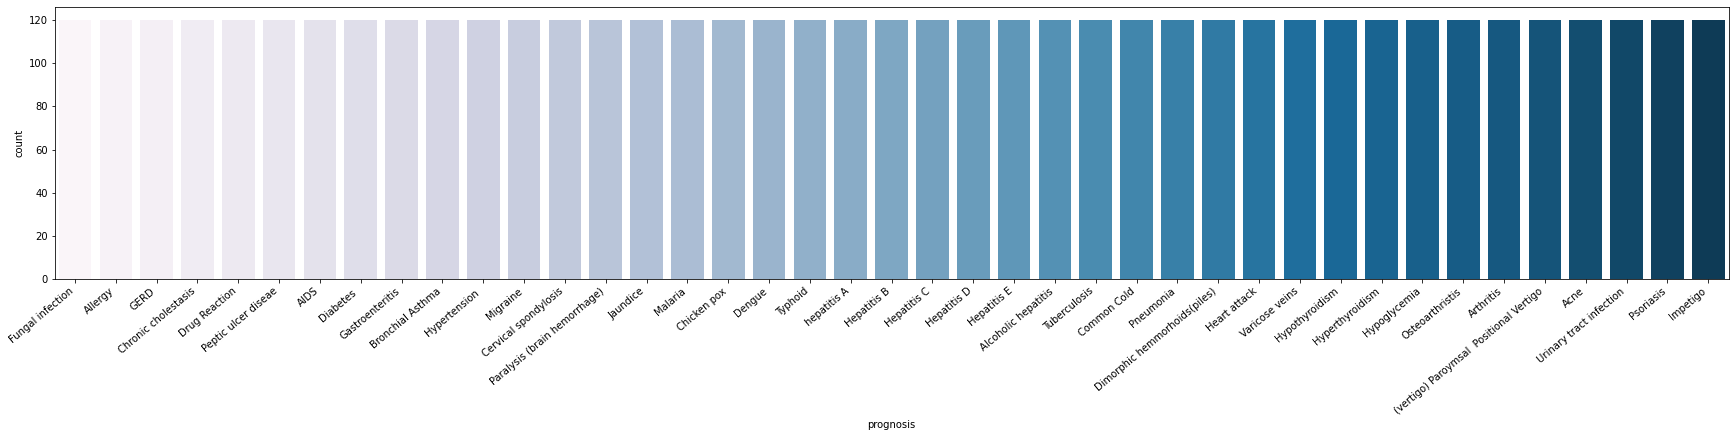 120
100
80
60
40
20
0
count
Fungal infection
Allergy
GERD
Chronic cholestasis
Drug Reaction
Peptic ulcer diseae
AIDS
Diabetes
Gastroenteritis
Bronchial Asthma
Hypertension
Migraine
Cervical spondylosis
Paralysis (brain hemorrhage)
Jaundice
Malaria
Chicken pox
Dengue
Typhoid
hepatitis A
Hepatitis B
Hepatitis C
Hepatitis D
Hepatitis E
Alcoholic hepatitis
Tuberculosis
Common Cold
Pneumonia
Dimorphic hemmorhoids(piles)
Heart attack
Varicose veins
Hypothyroidism
Hyperthyroidism
Hypoglycemia
Osteoarthristis
Arthritis
(vertigo) Paroymsal  Positional Vertigo
Acne
Urinary tract infection
Psoriasis
Impetigo
prognosis